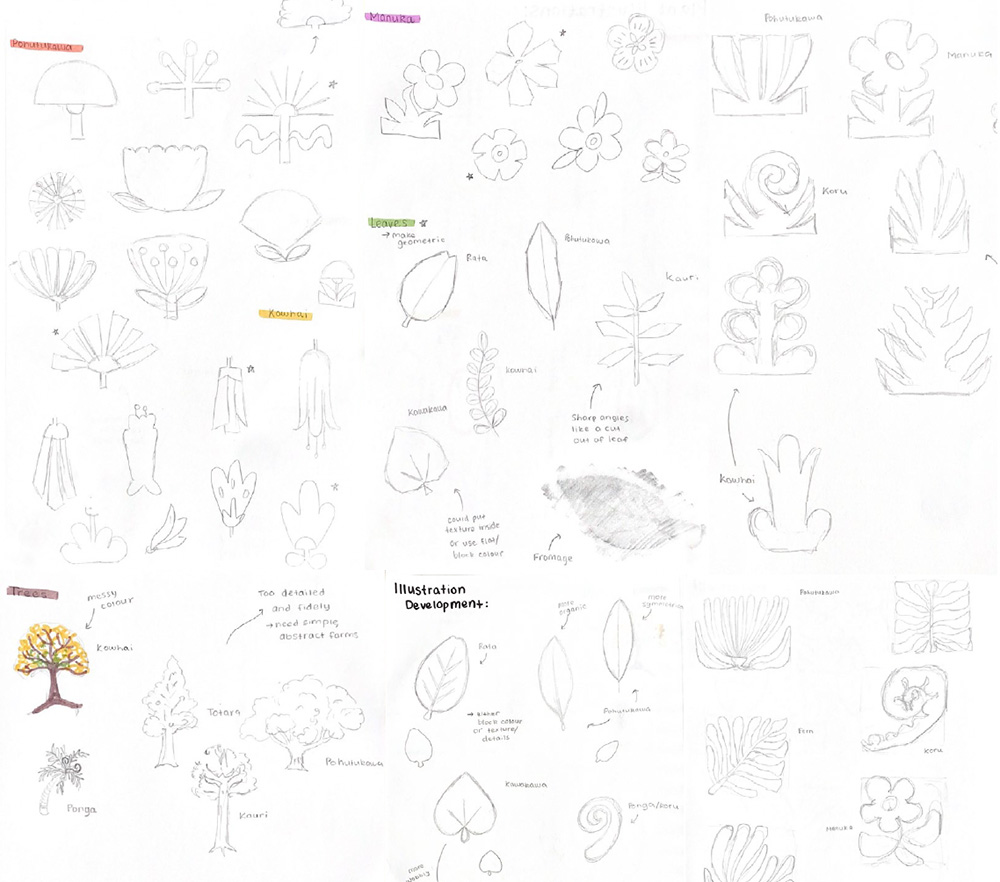 Pohutukawa
Manuka
Pohutukawa
Manuka
Koru
Leaves
→ make
geometric
Rata
Pohutukawa
Kauri
Kowhai
Kowhai
Kawakawa
Sharp angles
like a cut
out of leaf
could put
texture inside
or use flat/
block colour
Fromage
Kowhai
Trees
messy
colour
Kowhai
Too detailed
and fidely
→ need simple,
abstract forms
Totara
Pohutukawa
Ponga
Kauri
Illustration
Development:
more
organic
more
symmetrical
Rata
→ either
block colour
or texture/
details
Pohutukawa
Kawakawa
Ponga/koru
Pohutukawa
Fern
Koru
Manuka